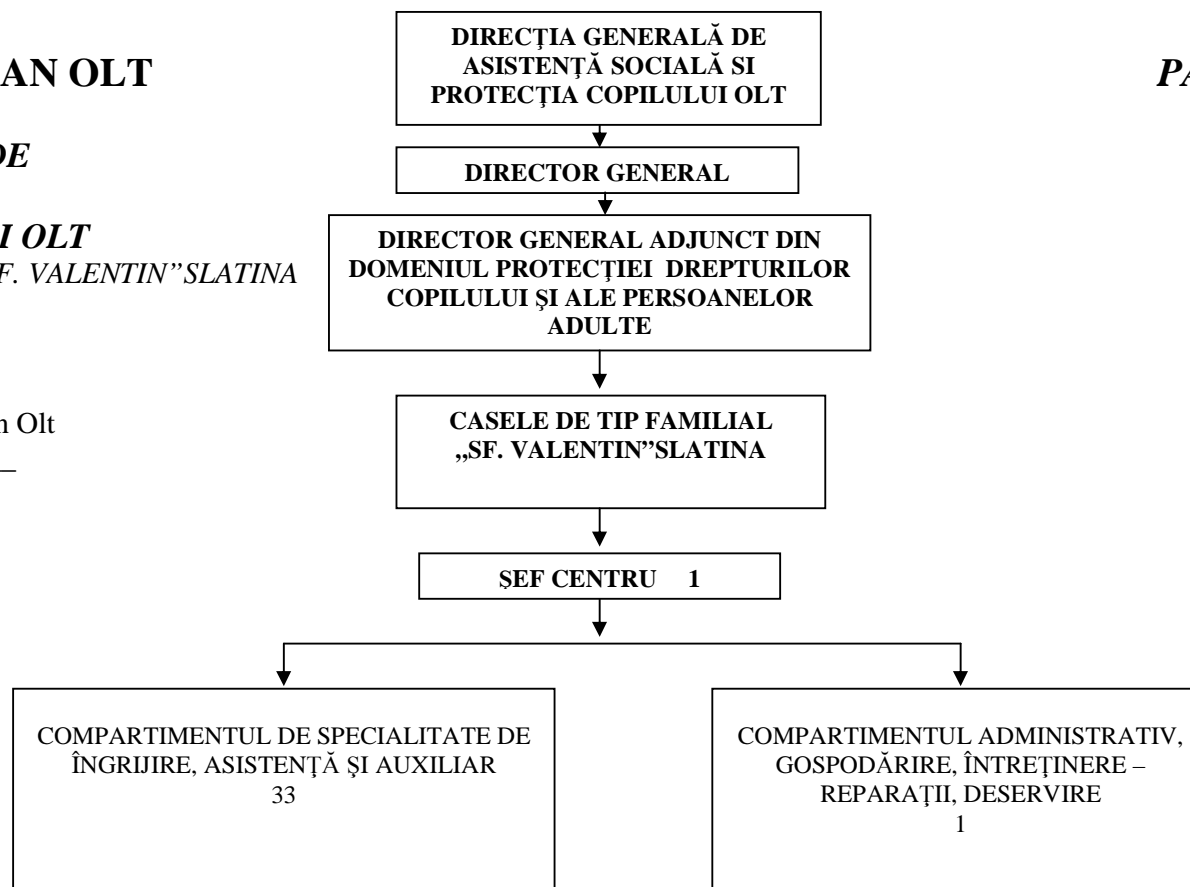 AN OLT
DE
I OLT
F. VALENTIN”SLATINA
n Olt
–
PA
DIRECŢIA GENERALĂ DE
ASISTENŢĂ SOCIALĂ SI
PROTECŢIA COPILULUI OLT
DIRECTOR GENERAL
DIRECTOR GENERAL ADJUNCT DIN
DOMENIUL PROTECŢIEI DREPTURILOR
COPILULUI ŞI ALE PERSOANELOR
ADULTE
CASELE DE TIP FAMILIAL
„SF. VALENTIN”SLATINA
ȘEF CENTRU 1
COMPARTIMENTUL DE SPECIALITATE DE
ÎNGRIJIRE, ASISTENŢĂ ŞI AUXILIAR
33
COMPARTIMENTUL ADMINISTRATIV,
GOSPODĂRIRE, ÎNTREŢINERE –
REPARAŢII, DESERVIRE
1